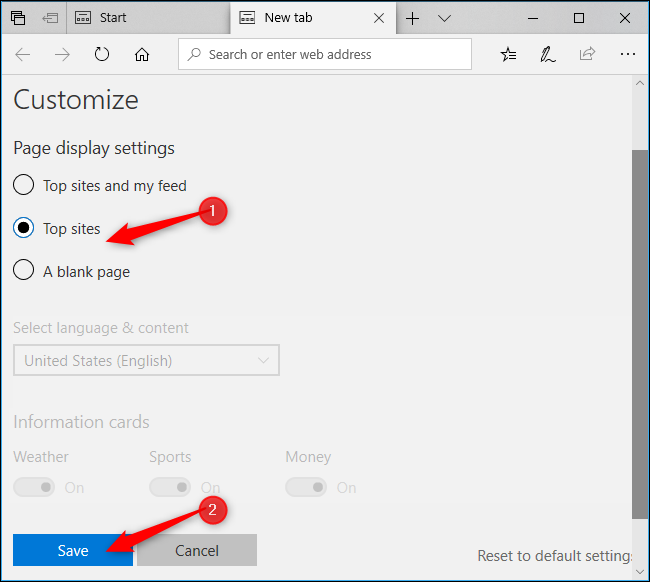 Start
New tab
Search or enter web address
Customize
Page display settings
Top sites and my feed
1
Top sites
A blank page
Select language & content
United States (English)
Information cards
Weather Sports Money
On On On
2
Save Cancel
Reset to default setting